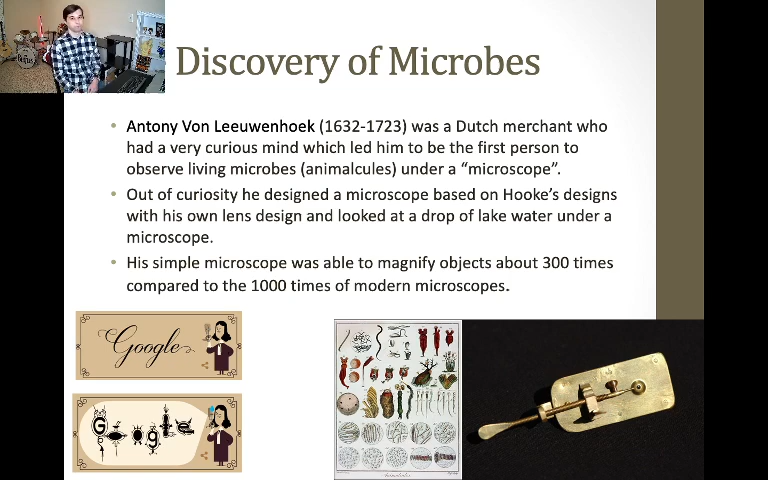 Discovery of Microbes
• Antony Von Leeuwenhoek (1632-1723) was a Dutch merchant who
had a very curious mind which led him to be the first person to
observe living microbes (animalcules) under a “microscope”.
• Out of curiosity he designed a microscope based on Hooke’s designs
with his own lens design and looked at a drop of lake water under a
microscope.
• His simple microscope was able to magnify objects about 300 times
compared to the 1000 times of modern microscopes.
Google
Google